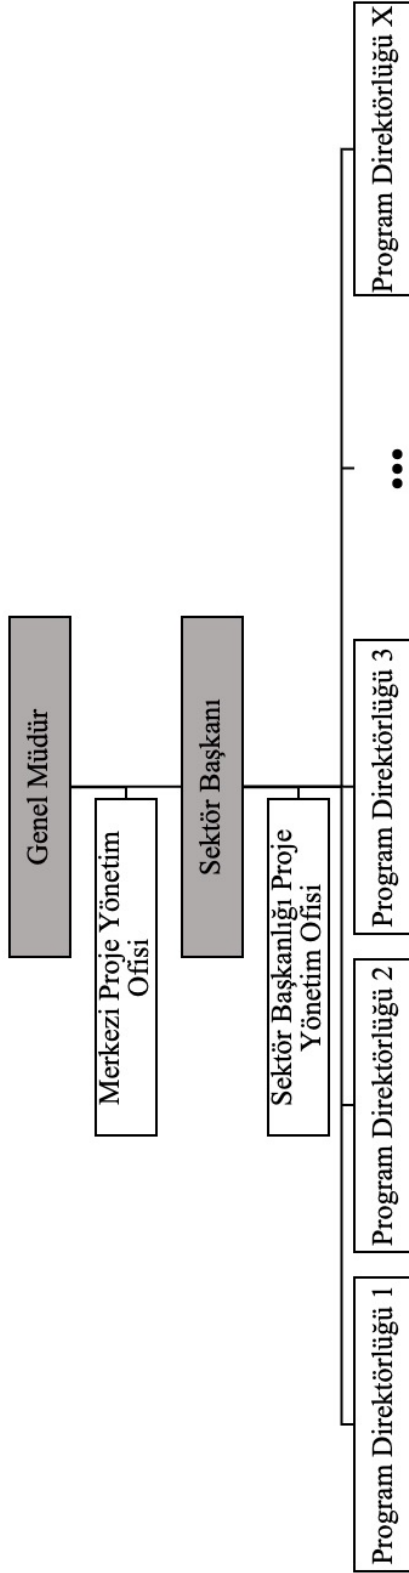 Genel Müdür
Merkezi Proje Yönetim
Ofisi
Sektör Başkanı
Sektör Başkanlığı Proje
Yönetim Ofisi
Program Direktörlüğü 1
Program Direktörlüğü 2
Program Direktörlüğü 3
...
Program Direktörlüğü X